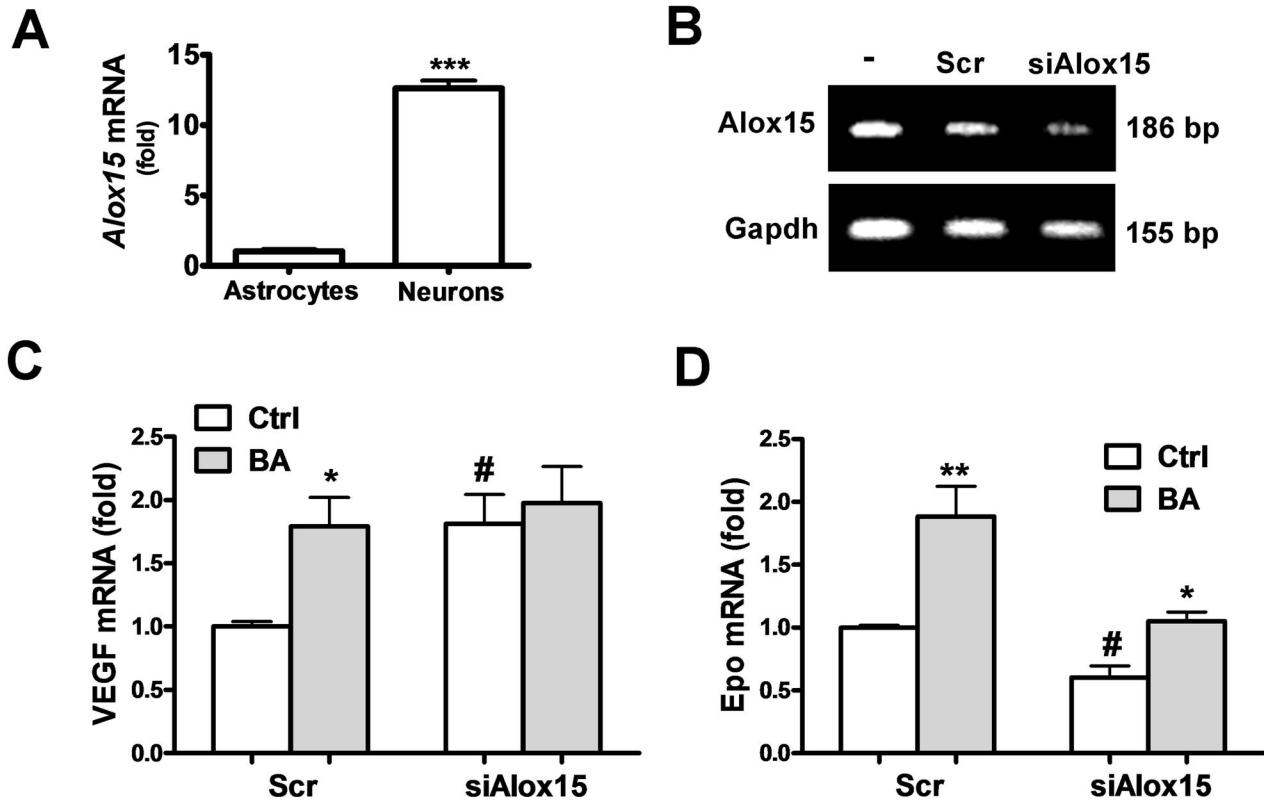 A
Alox15 mRNA
(fold)
15
10
5
0
***
Astrocytes
Neurons
B
- Scr siAlox15
Alox15 186 bp
Gapdh 155 bp
C
VEGF mRNA (fold)
Ctrl
BA
2.5
2.0
1.5
1.0
0.5
0.0
*
#
Scr
siAlox15
D
Epo mRNA (fold)
Ctrl
BA
2.5
2.0
1.5
1.0
0.5
0.0
**
#
*
Scr
siAlox15